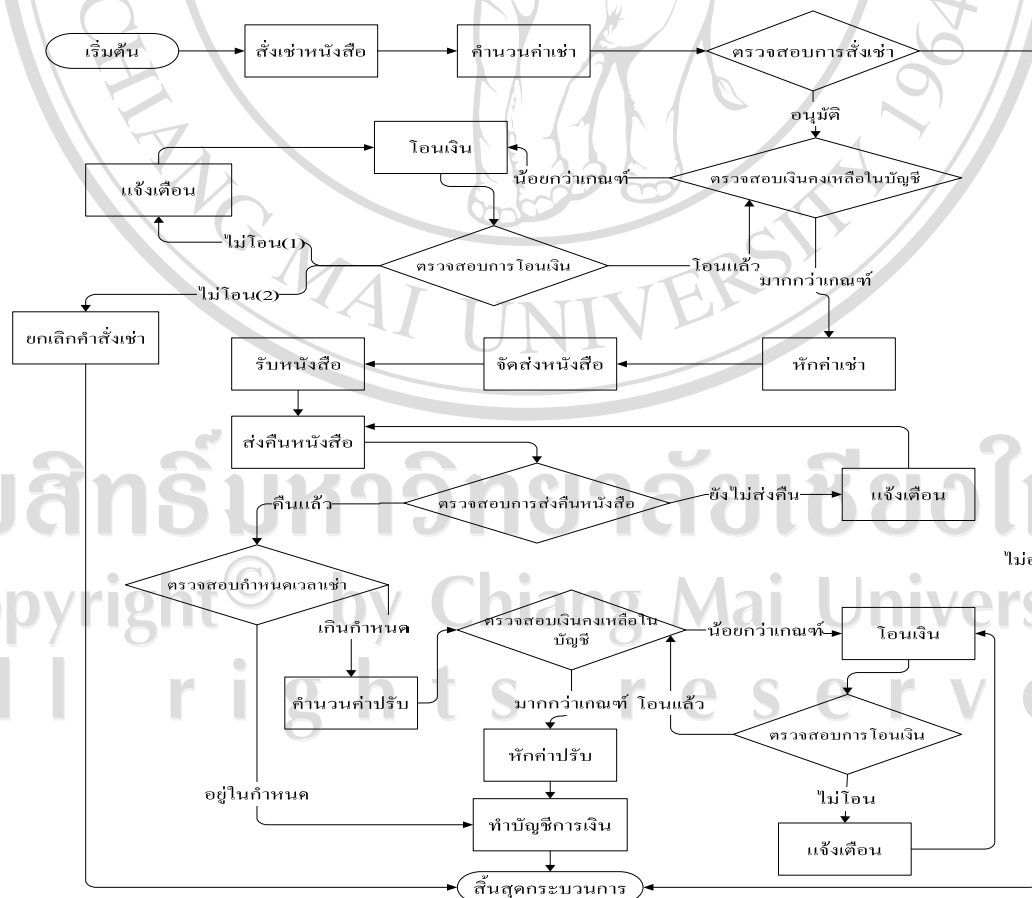 เริ่มต้น
สั่งเช่าหนังสือ
คำนวนค่าเช่า
ตรวจสอบการสั่งเช่า
อนุมัติ
โอนเงิน
น้อยกว่าเกณฑ์
ตรวจสอบเงินคงเหลือในบัญชี
แจ้งเตือน
ไม่โอน(1)
ตรวจสอบการโอนเงิน
โอนแล้ว
มากกว่าเกณฑ์
ไม่โอน(2)
ยกเลิกคำสั่งเช่า
รับหนังสือ
จัดส่งหนังสือ
หักค่าเช่า
ส่งคืนหนังสือ
คืนแล้ว
ตรวจสอบการส่งคืนหนังสือ
ยังไม่ส่งคืน
แจ้งเตือน
ตรวจสอบกำหนดเวลาเช่า
เกินกำหนด
ตรวจสอบเงินคงเหลือใน
บัญชี
น้อยกว่าเกณฑ์
โอนเงิน
คำนวนค่าปรับ
มากกว่าเกณฑ์
โอนแล้ว
ตรวจสอบการโอนเงิน
หักค่าปรับ
อยู่ในกำหนด
ไม่โอน
ทำบัญชีการเงิน
แจ้งเตือน
สิ้นสุดกระบวนการ
CHIANG MAI UNIVERSITY 1964
by Chiang Mai
rights